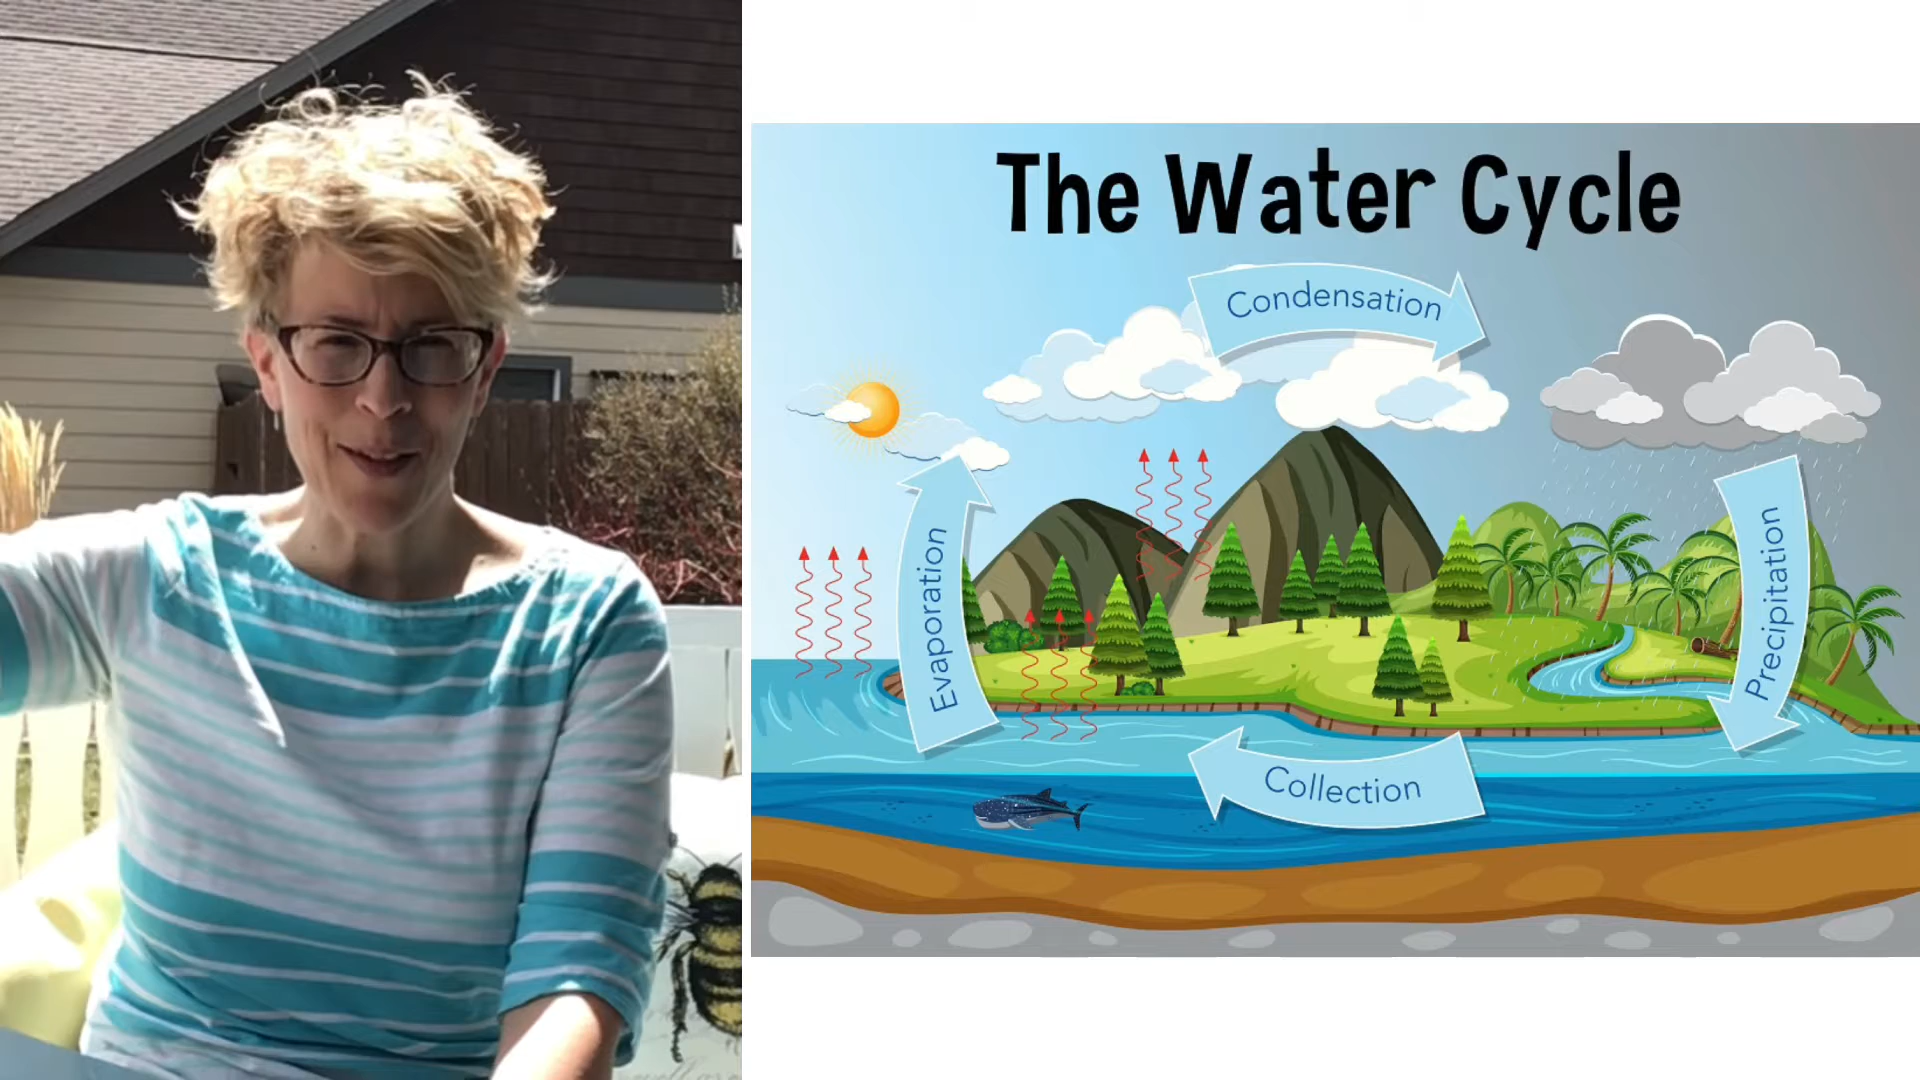 The Water Cycle
Condensation
Evaporation
Precipitation
Collection